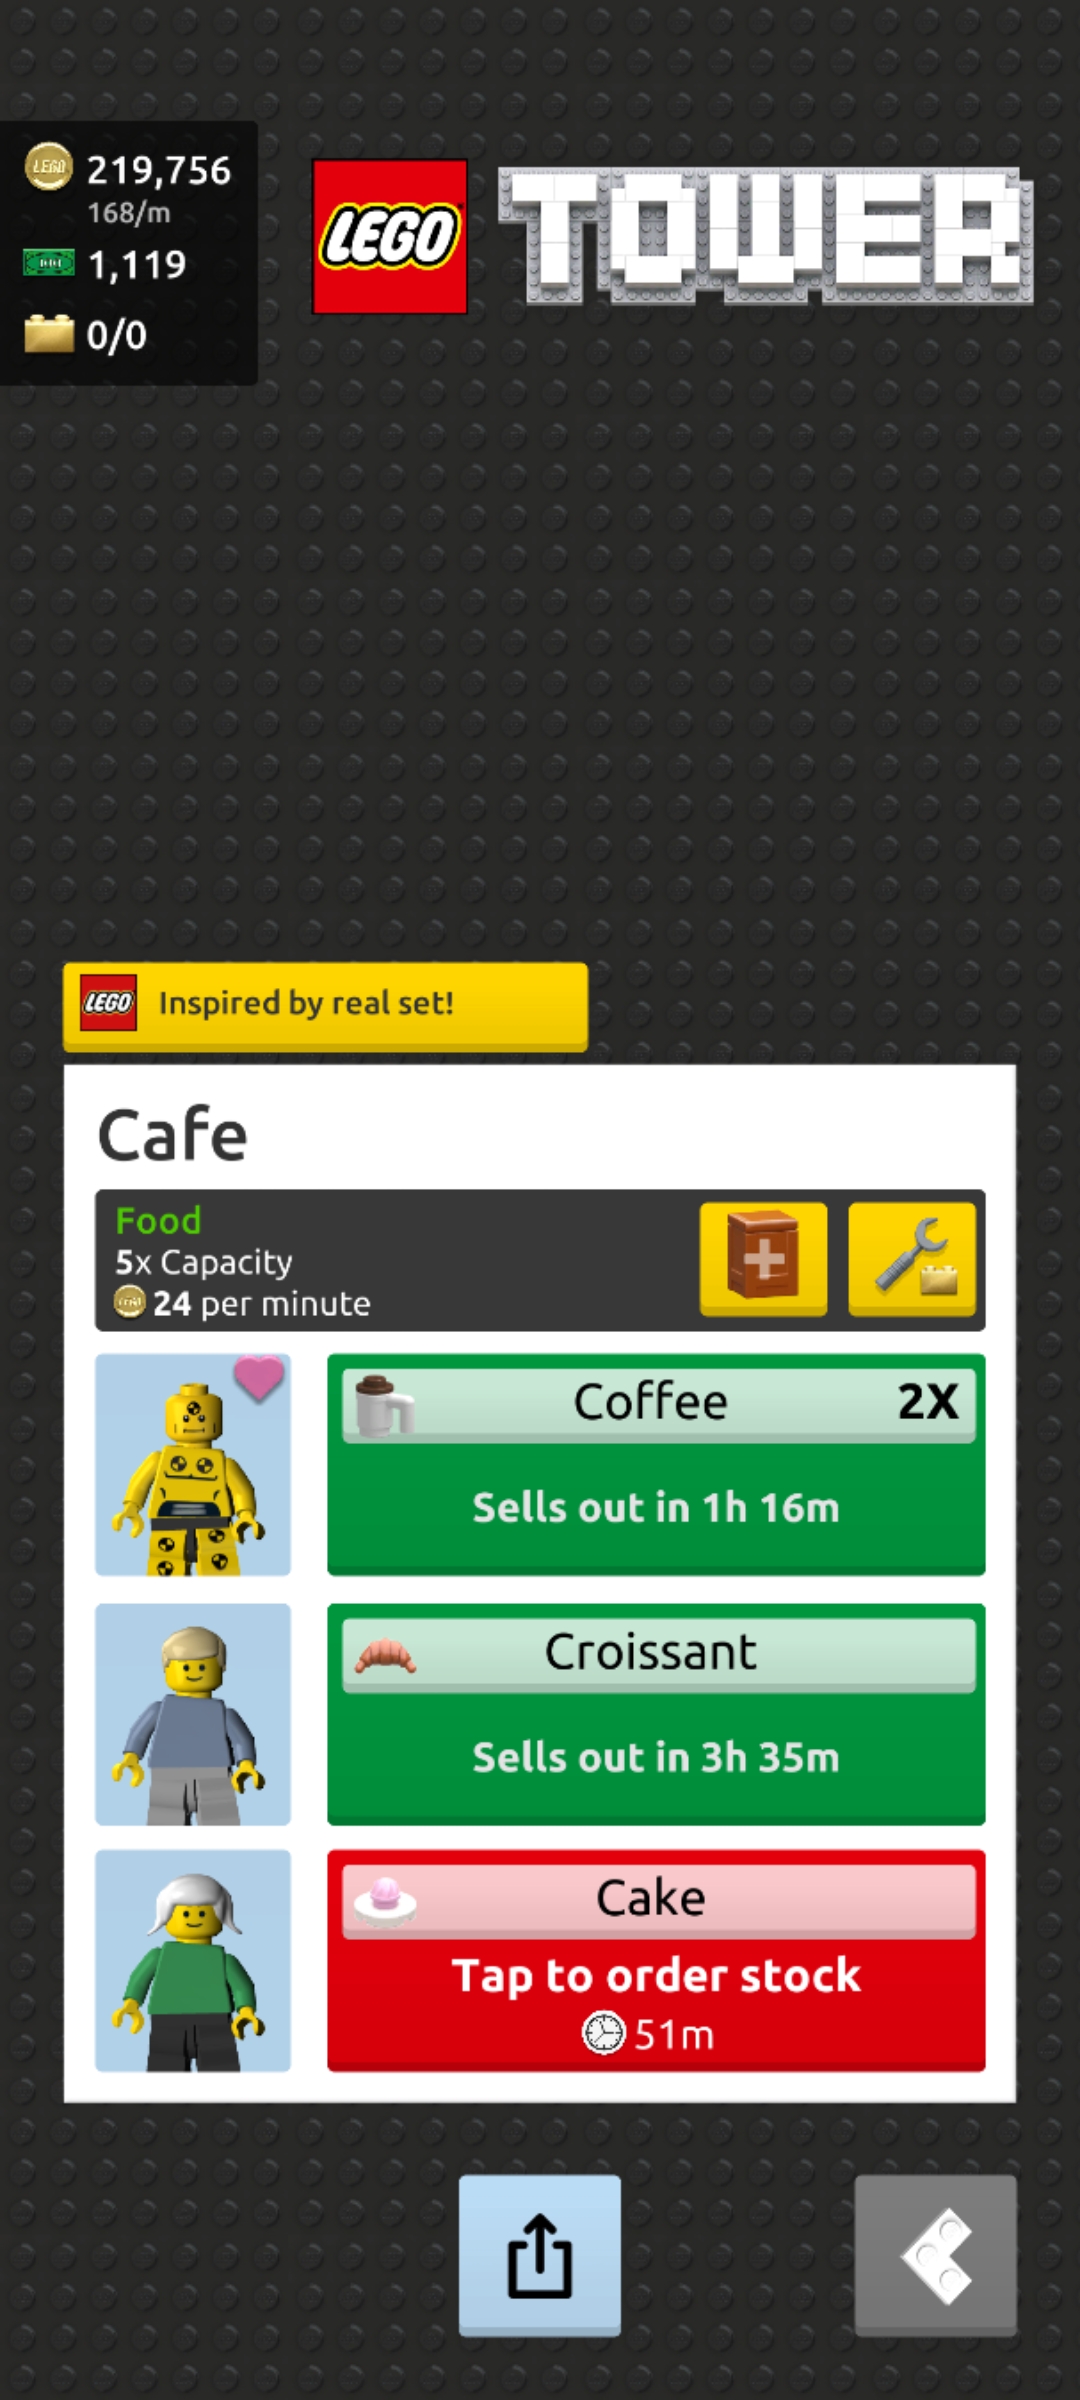 219,756
168/m
1,119
0/0
LEGO
TOWER
LEGO Inspired by real set!
Cafe
Food
5x Capacity
24 per minute
Coffee 2X
Sells out in 1h 16m
Croissant
Sells out in 3h 35m
Cake
Tap to order stock
51m